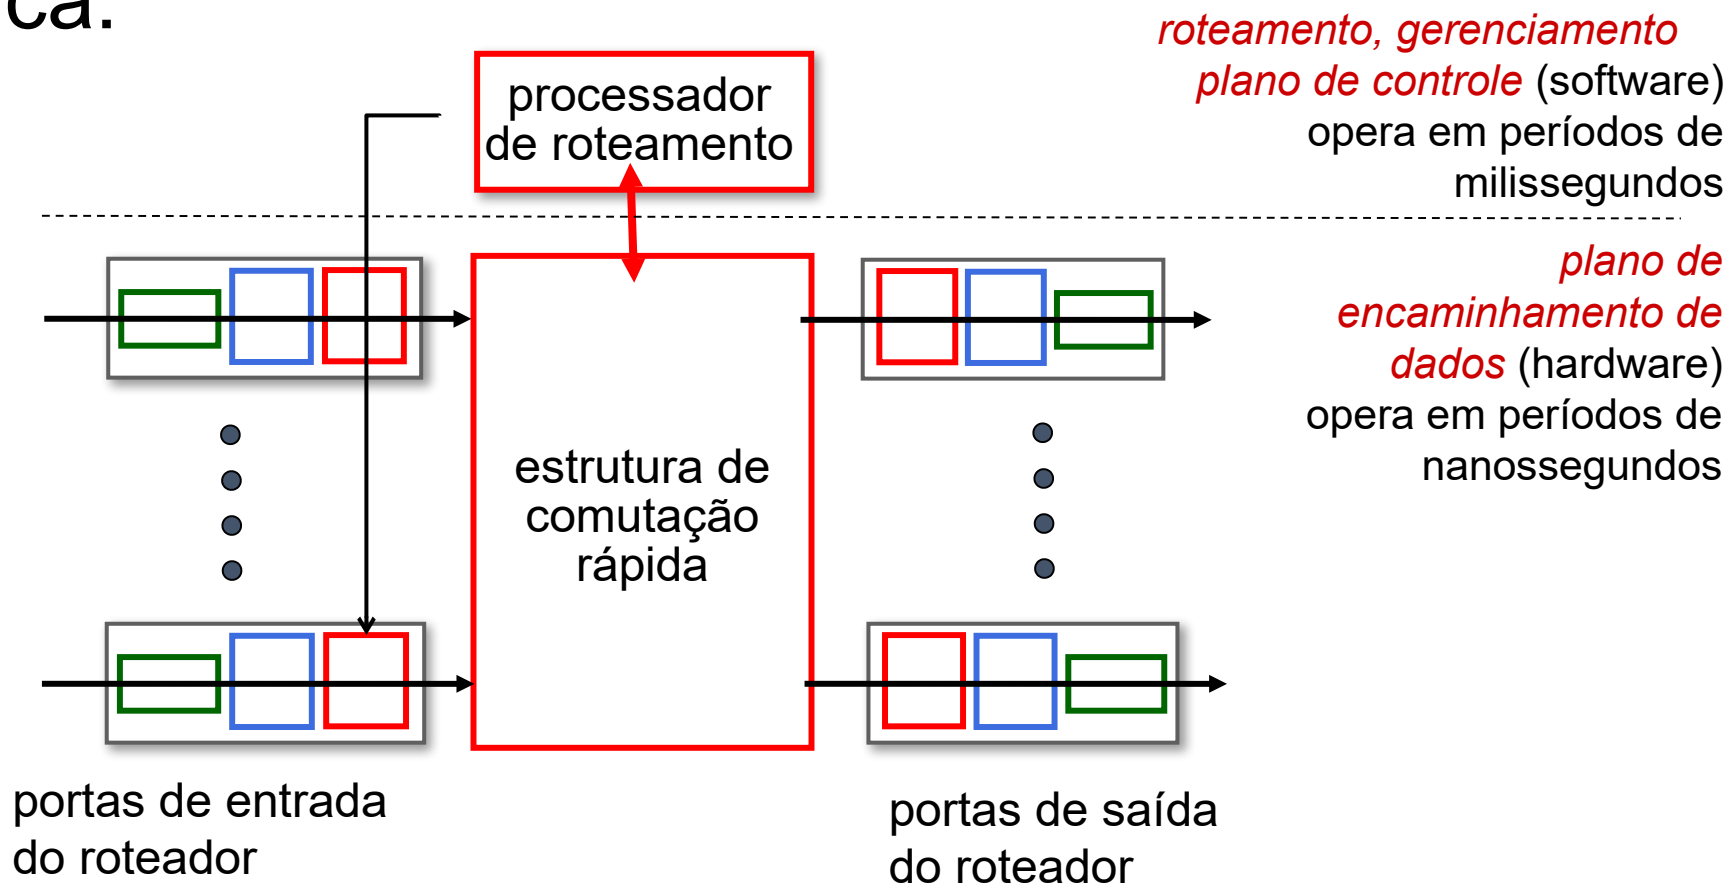 ca:
roteamento, gerenciamento
plano de controle (software)
opera em períodos de
milissegundos
processador
de roteamento
plano de
encaminhamento de
dados (hardware)
opera em períodos de
nanossegundos
estrutura de
comutação
rápida
portas de entrada
do roteador
portas de saída
do roteador